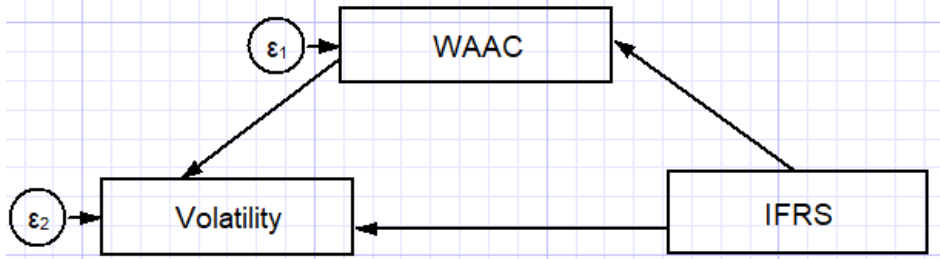 ε₁
WAAC
ε₂
Volatility
IFRS